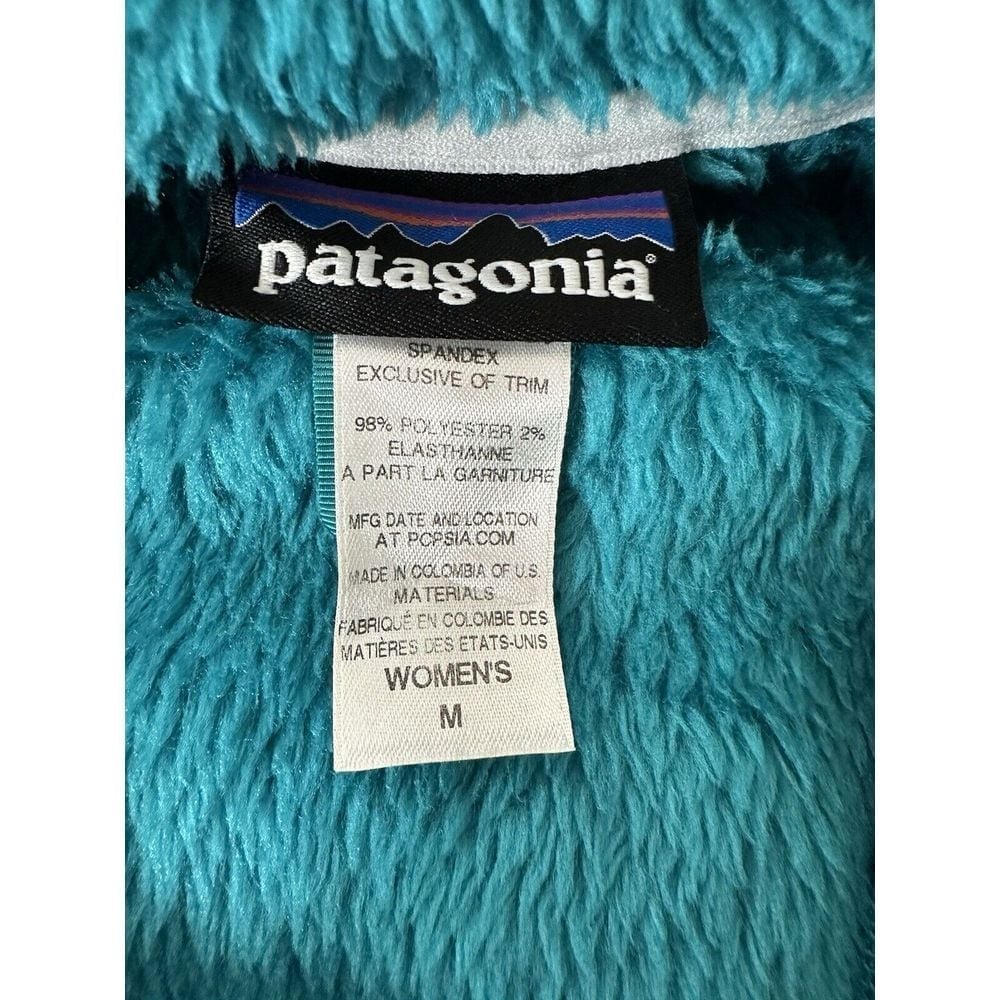 patagonia®
SPANDEX
EXCLUSIVE OF TRIM
98% POLYESTER 2%
ELASTHANNE
A PART LA GARNITURE
MFG DATE AND LOCATION
AT PCPSIA.COM
MADE IN COLOMBIA OF U.S.
MATERIALS
FABRIQUÉ EN COLOMBIE DES
MATIÈRES DES ETATS-UNIS
WOMEN'S
M